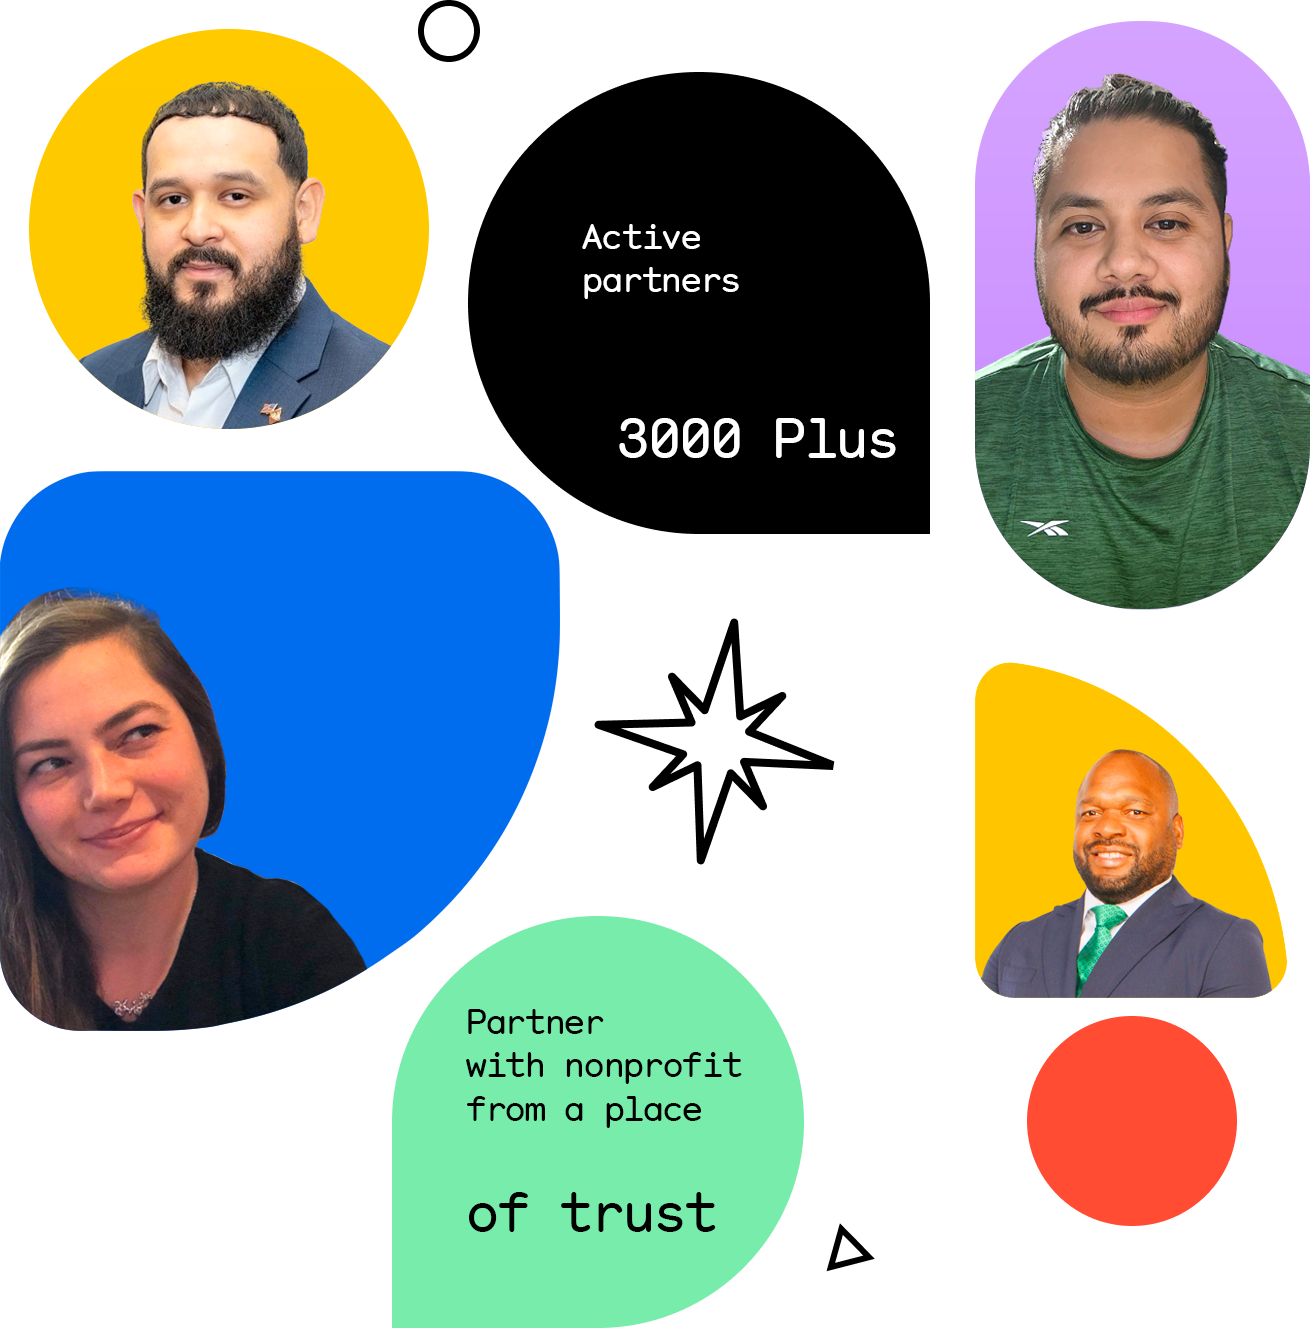 Active
partners
3000 Plus
Partner
with nonprofit
from a place
of trust